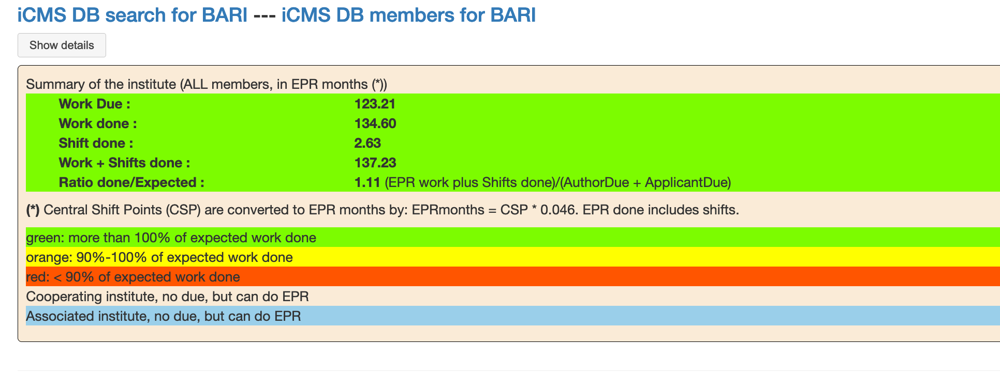 iCMS DB search for BARI --- iCMS DB members for BARI
Show details
Summary of the institute (ALL members, in EPR months (*))
Work Due : 123.21
Work done : 134.60
Shift done : 2.63
Work + Shifts done : 137.23
Ratio done/Expected : 1.11 (EPR work plus Shifts done)/(AuthorDue + ApplicantDue)
(*) Central Shift Points (CSP) are converted to EPR months by: EPRmonths = CSP * 0.046. EPR done includes shifts.
green: more than 100% of expected work done
orange: 90%-100% of expected work done
red: < 90% of expected work done
Cooperating institute, no due, but can do EPR
Associated institute, no due, but can do EPR